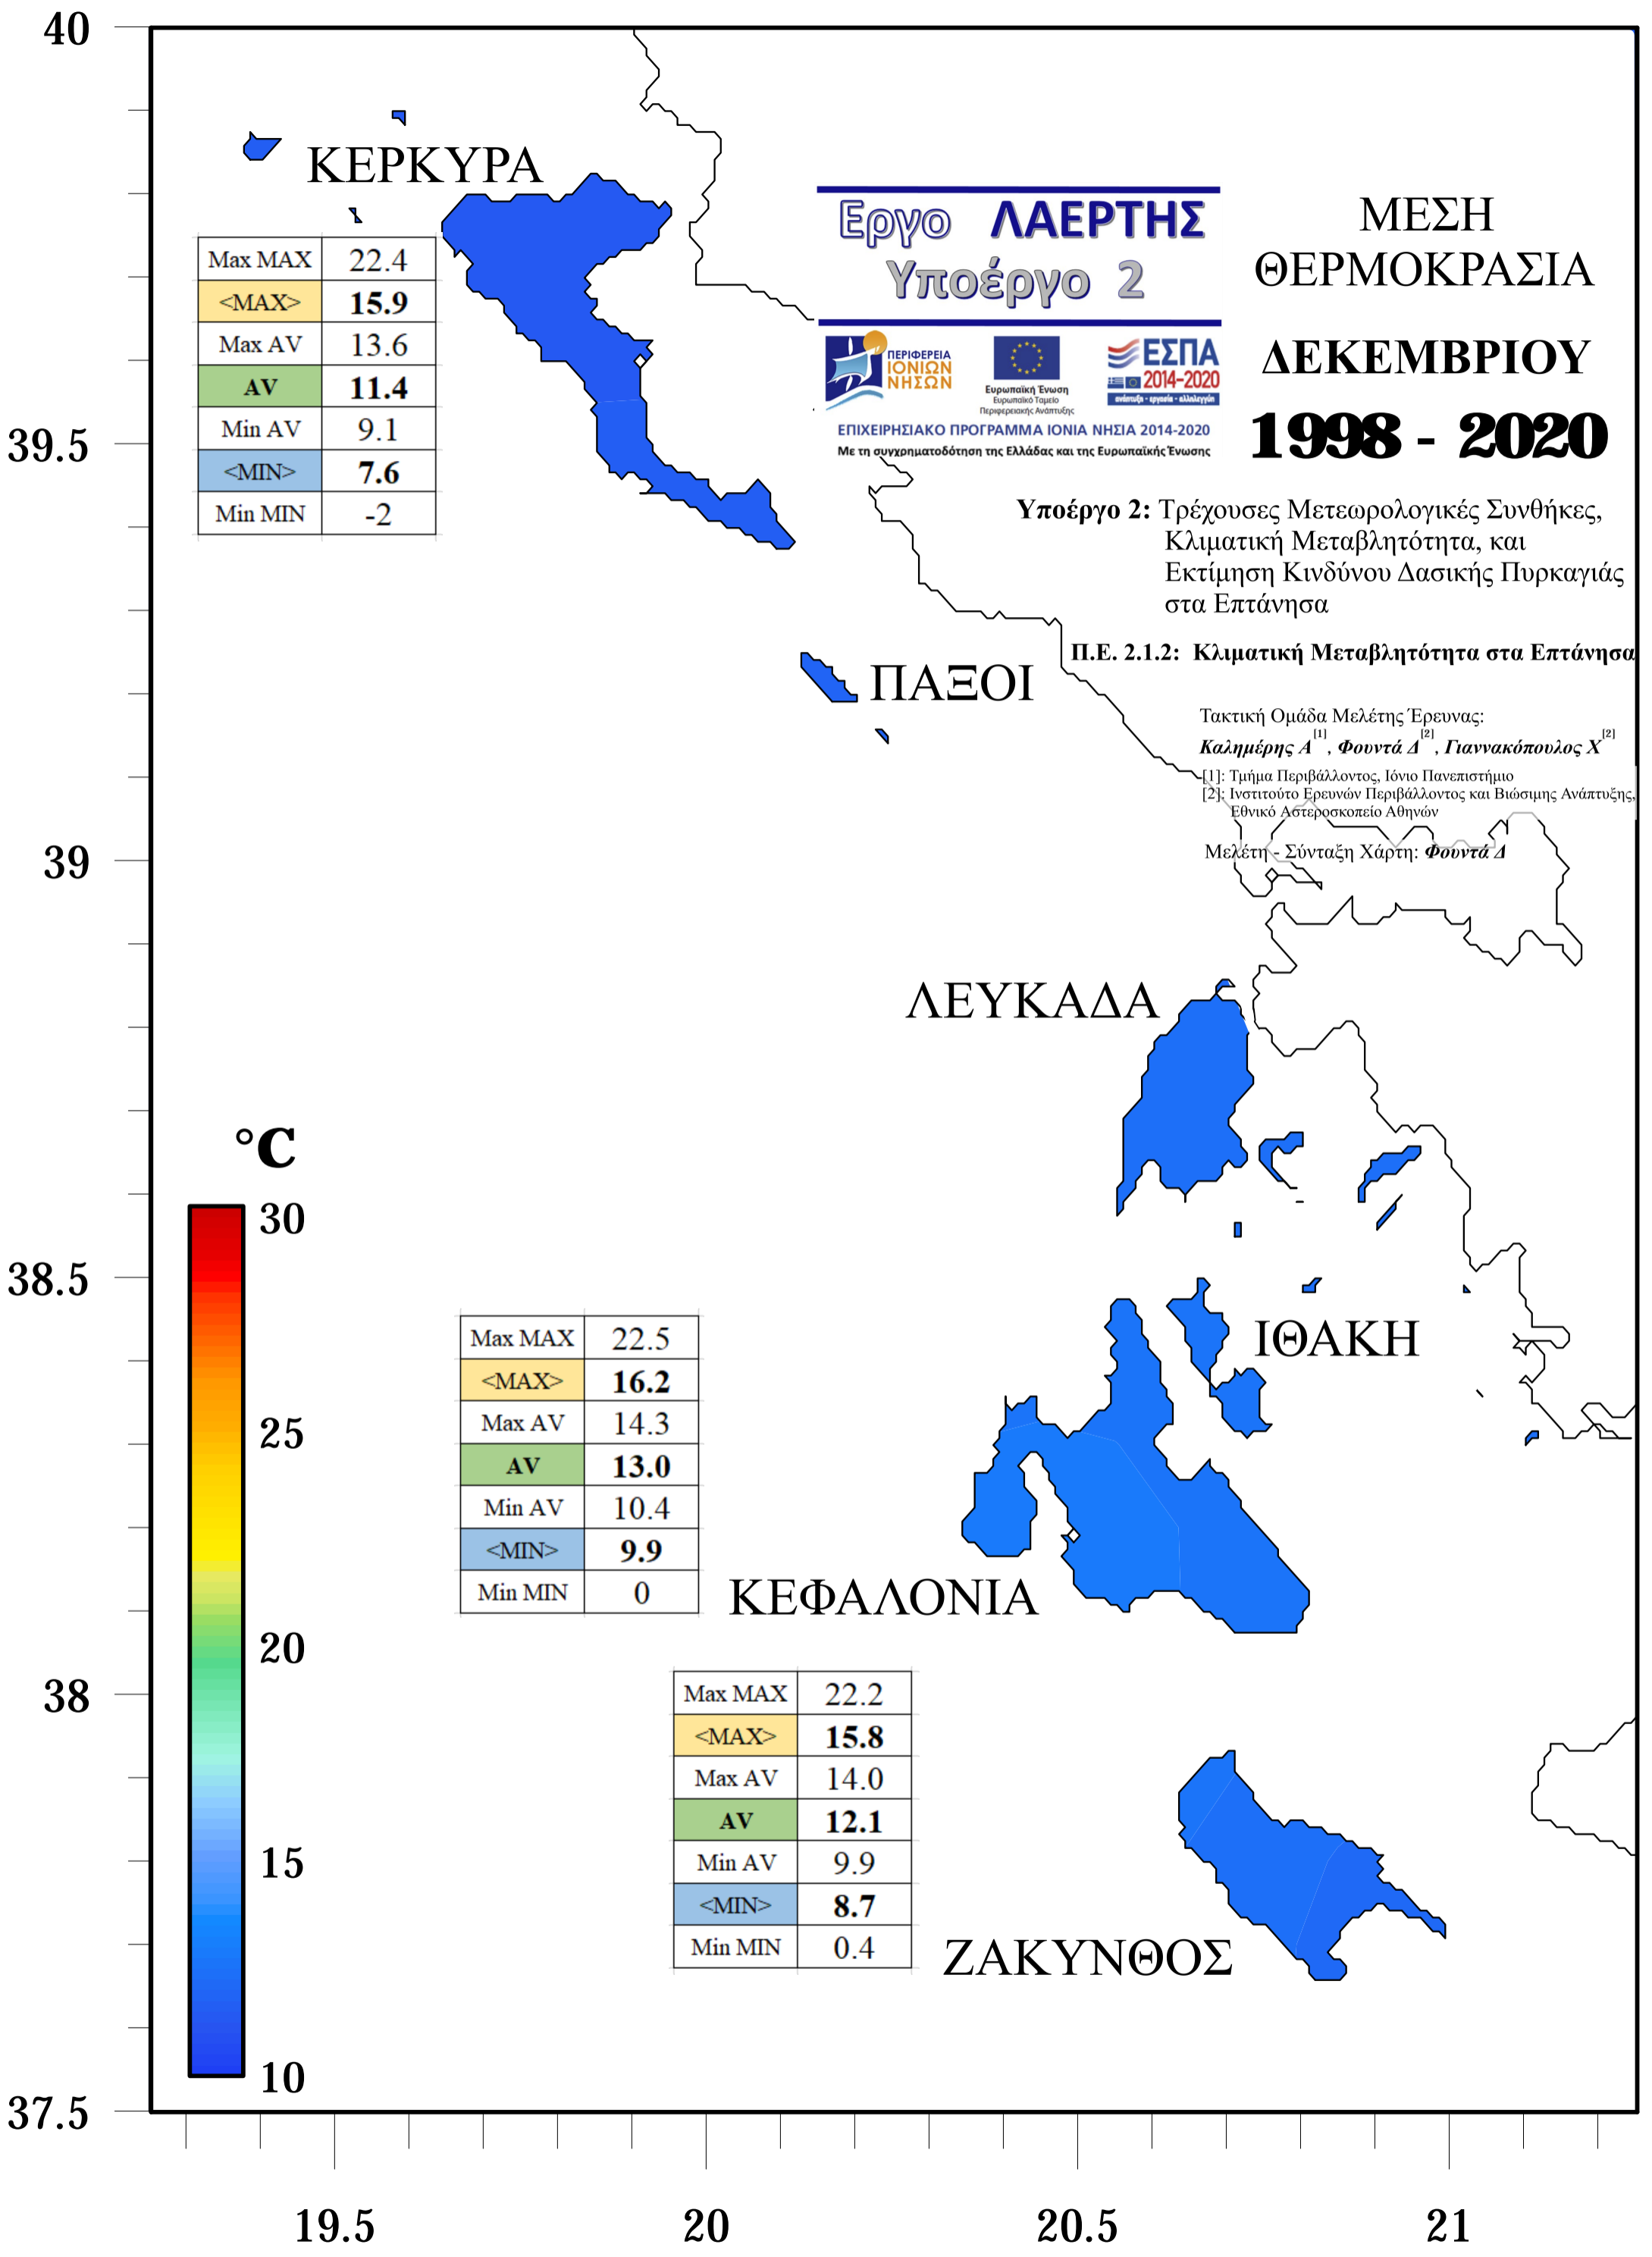 40
39.5
39
38.5
38
37.5
ΚΕΡΚΥΡΑ
Max MAX 22.4
<MAX> 15.9
Max AV 13.6
AV 11.4
Min AV 9.1
<MIN> 7.6
Min MIN -2
Εργο ΛΑΕΡΤΗΣ
Υποέργο 2
ΠΕΡΙΦΕΡΕΙΑ
ΙΟΝΙΩΝ
ΝΗΣΩΝ
Ευρωπαϊκή Ένωση
Ευρωπαϊκό Ταμείο
Περιφερειακής Ανάπτυξης
ΕΣΠΑ
2014-2020
ανάπτυξη - εργασία - αλληλεγγύη
ΕΠΙΧΕΙΡΗΣΙΑΚΟ ΠΡΟΓΡΑΜΜΑ ΙΟΝΙΑ ΝΗΣΙΑ 2014-2020
Με τη συγχρηματοδότηση της Ελλάδας και της Ευρωπαϊκής Ένωσης
ΜΕΣΗ
ΘΕΡΜΟΚΡΑΣΙΑ
ΔΕΚΕΜΒΡΙΟΥ
1998 - 2020
Υποέργο 2: Τρέχουσες Μετεωρολογικές Συνθήκες,
Κλιματική Μεταβλητότητα, και
Εκτίμηση Κινδύνου Δασικής Πυρκαγιάς
στα Επτάνησα
Π.Ε. 2.1.2: Κλιματική Μεταβλητότητα στα Επτάνησα
Τακτική Ομάδα Μελέτης Έρευνας:
Καλημέρης Α[1], Φουντά Δ[2], Γιαννακόπουλος Χ[2]
[1]: Τμήμα Περιβάλλοντος, Ιόνιο Πανεπιστήμιο
[2]: Ινστιτούτο Ερευνών Περιβάλλοντος και Βιώσιμης Ανάπτυξης,
Εθνικό Αστεροσκοπείο Αθηνών
Μελέτη - Σύνταξη Χάρτη: Φουντά Δ
ΠΑΞΟΙ
ΛΕΥΚΑΔΑ
ΙΘΑΚΗ
°C
30
25
20
15
10
Max MAX 22.5
<MAX> 16.2
Max AV 14.3
AV 13.0
Min AV 10.4
<MIN> 9.9
Min MIN 0
ΚΕΦΑΛΟΝΙΑ
Max MAX 22.2
<MAX> 15.8
Max AV 14.0
AV 12.1
Min AV 9.9
<MIN> 8.7
Min MIN 0.4
ΖΑΚΥΝΘΟΣ
19.5 20 20.5 21